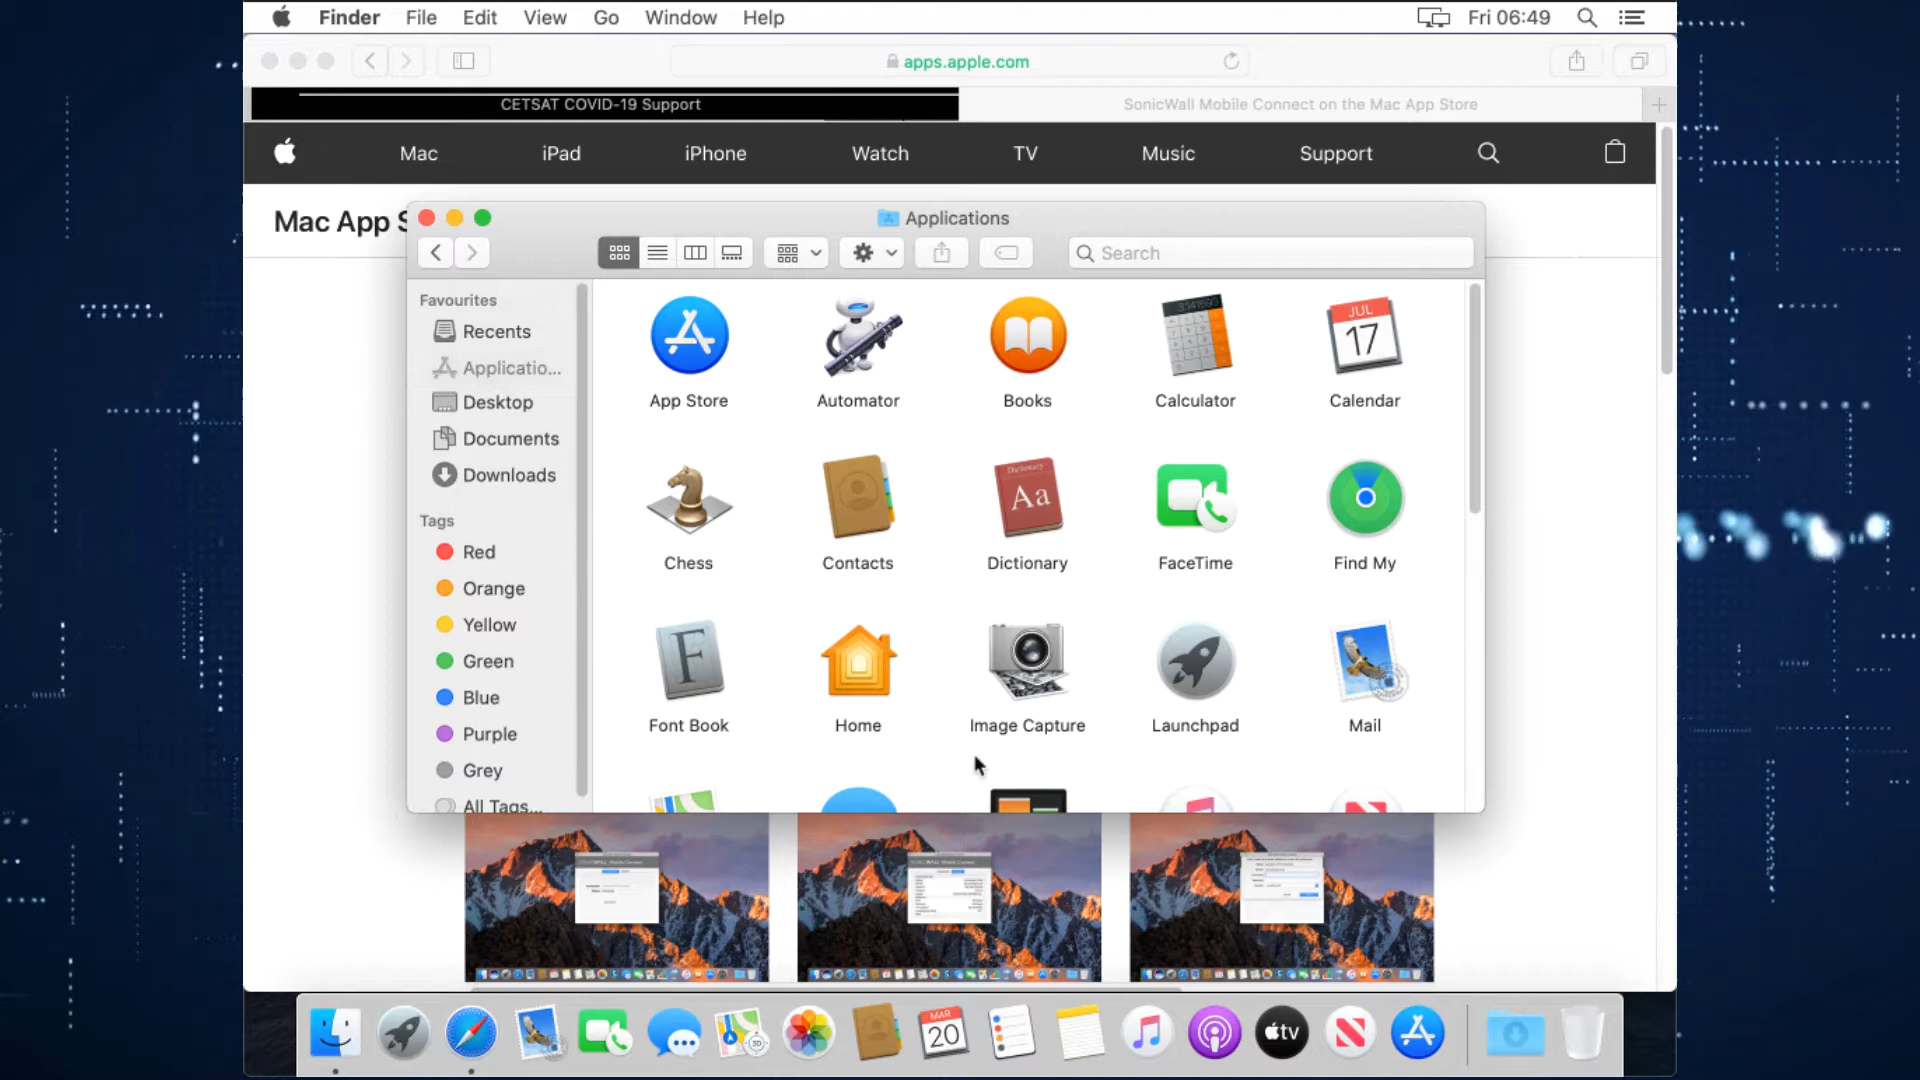 Finder File Edit View Go Window Help Fri 06:49
apps.apple.com
CETSAT COVID-19 Support SonicWall Mobile Connect on the Mac App Store
Mac iPad iPhone Watch TV Music Support
Mac App S
Applications
Search
Favourites
Recents
Applicatio...
Desktop
Documents
Downloads
Tags
Red
Orange
Yellow
Green
Blue
Purple
Grey
All Tags...
JUL
17
App Store Automator Books Calculator Calendar
Dictionary
Aa
Chess Contacts Dictionary FaceTime Find My
F
Font Book Home Image Capture Launchpad Mail
MAR
20
3D
tv